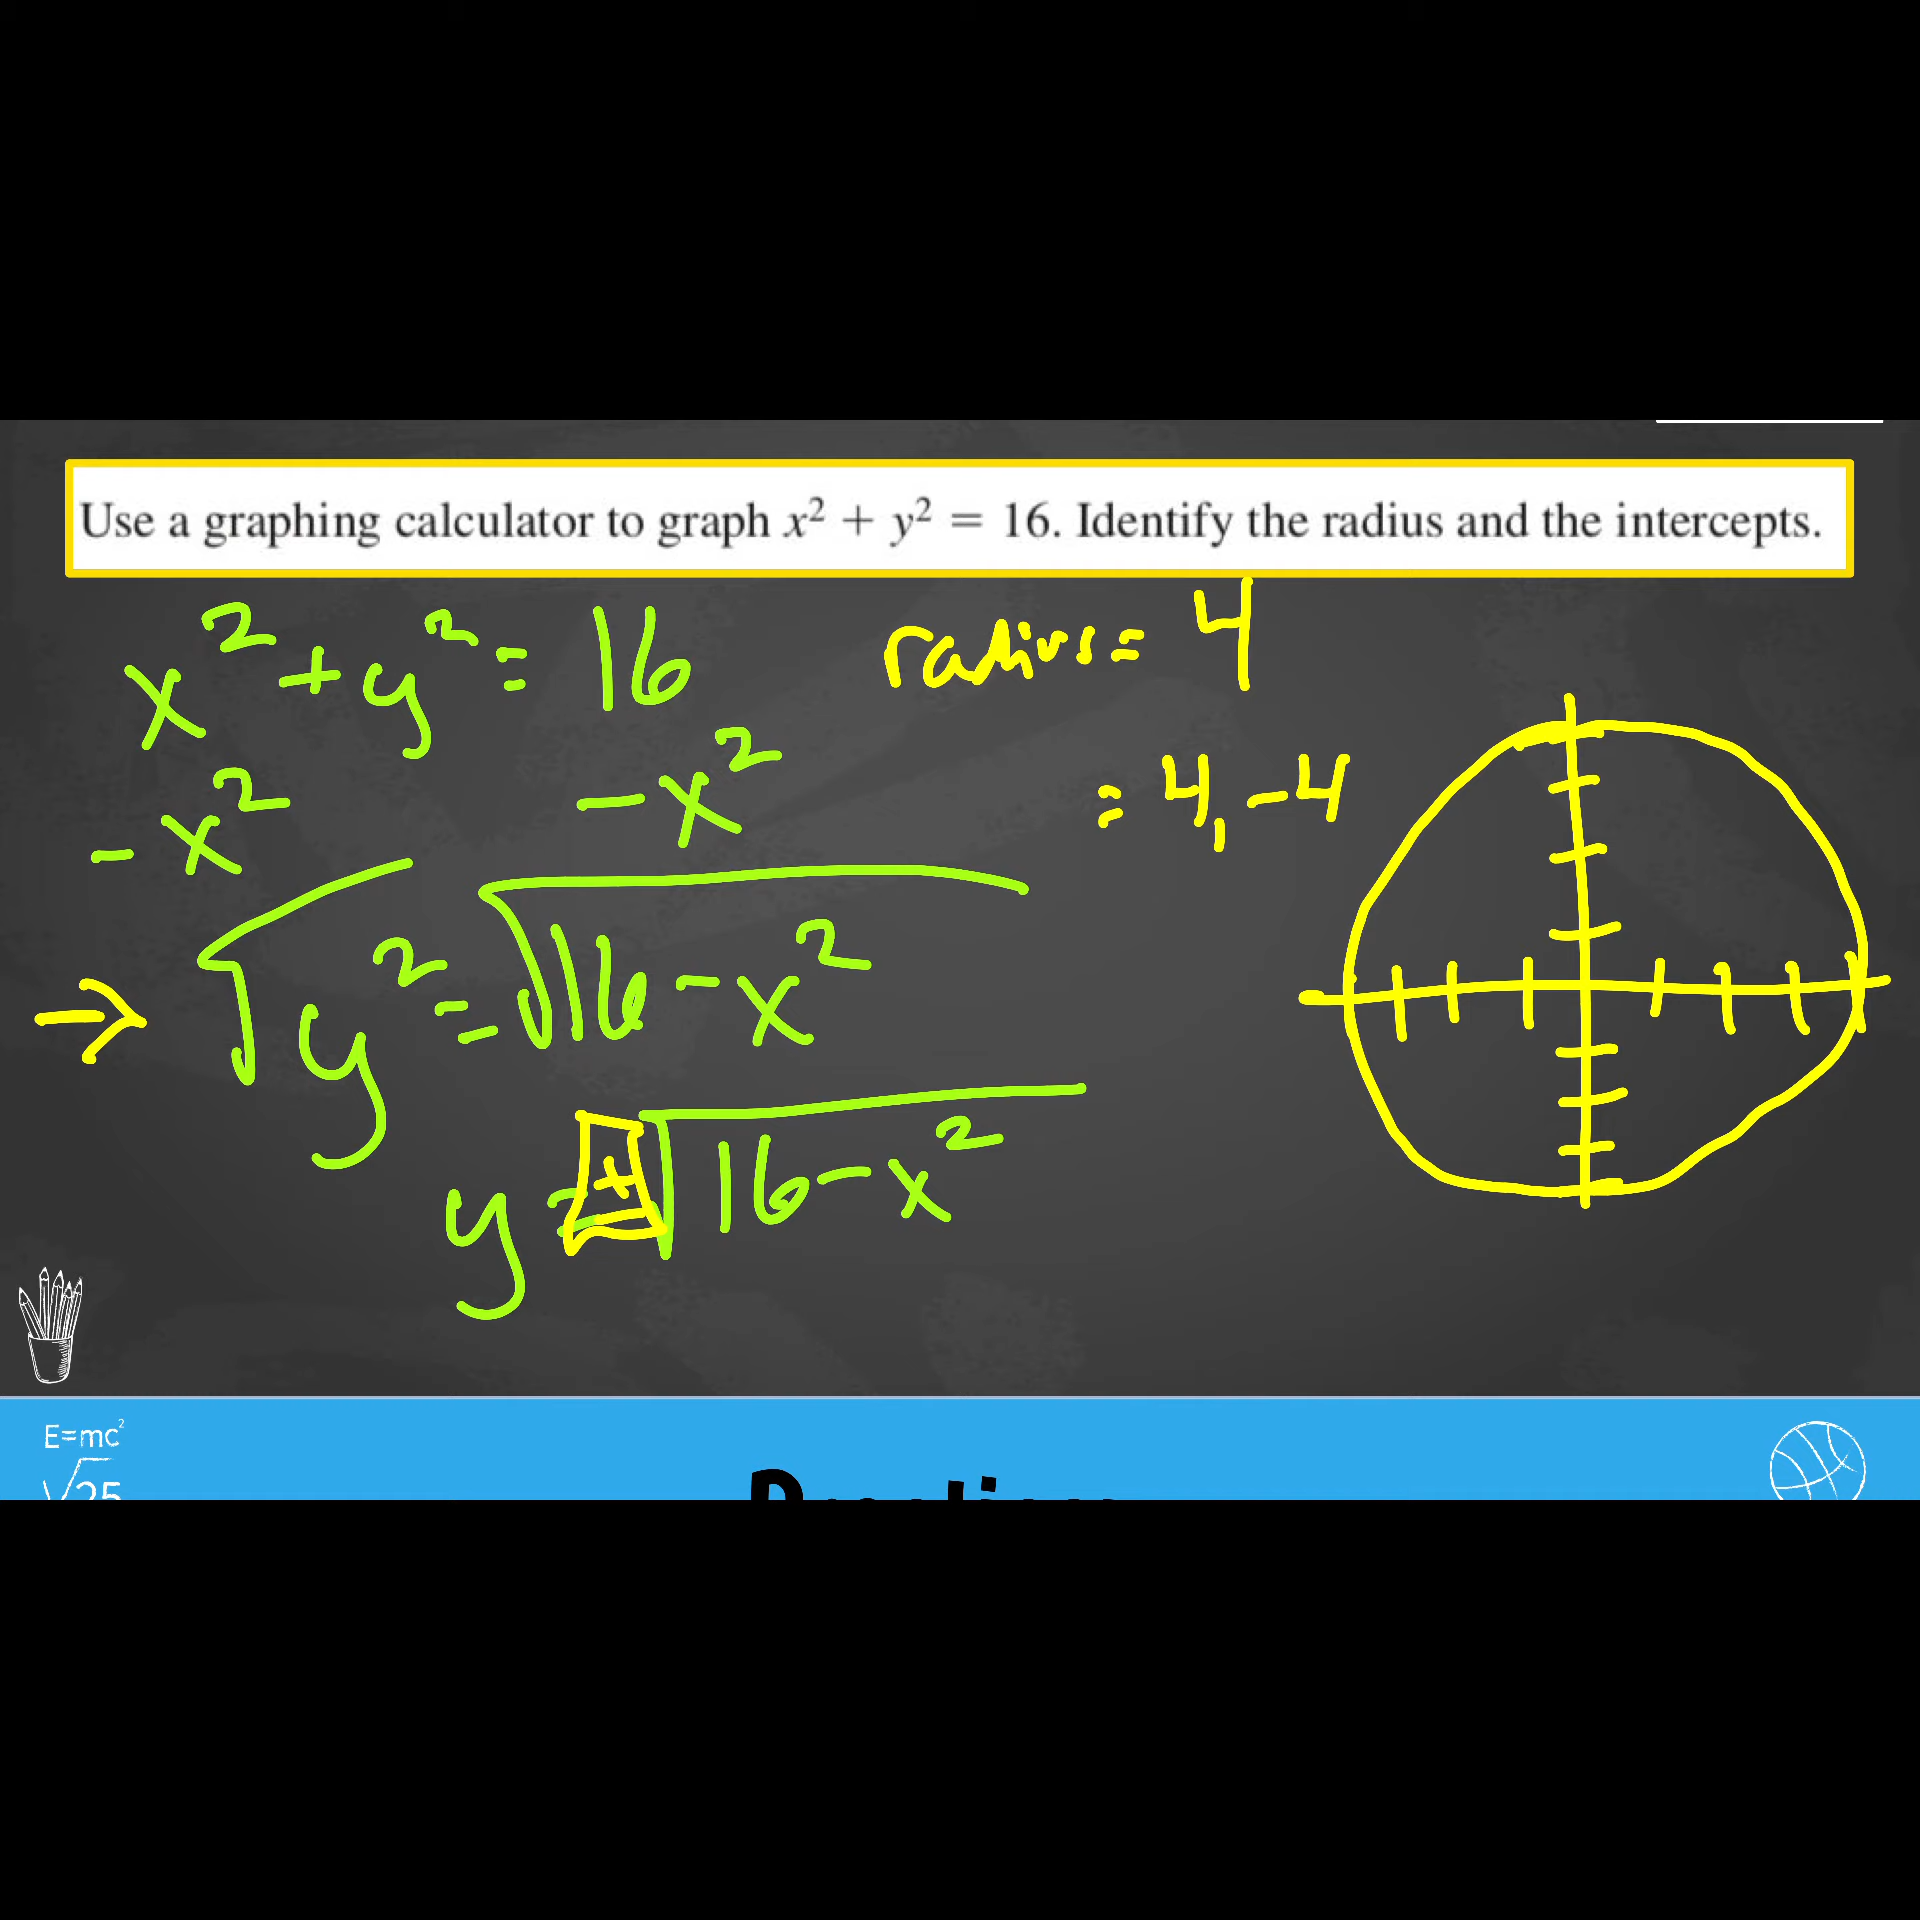 Use a graphing calculator to graph x² + y² = 16. Identify the radius and the intercepts.
x² + y² = 16
radius = 4
- x² - x²
= 4, -4
→ √y² = √16 - x²
y = ± √16 - x²
E=mc²
√25